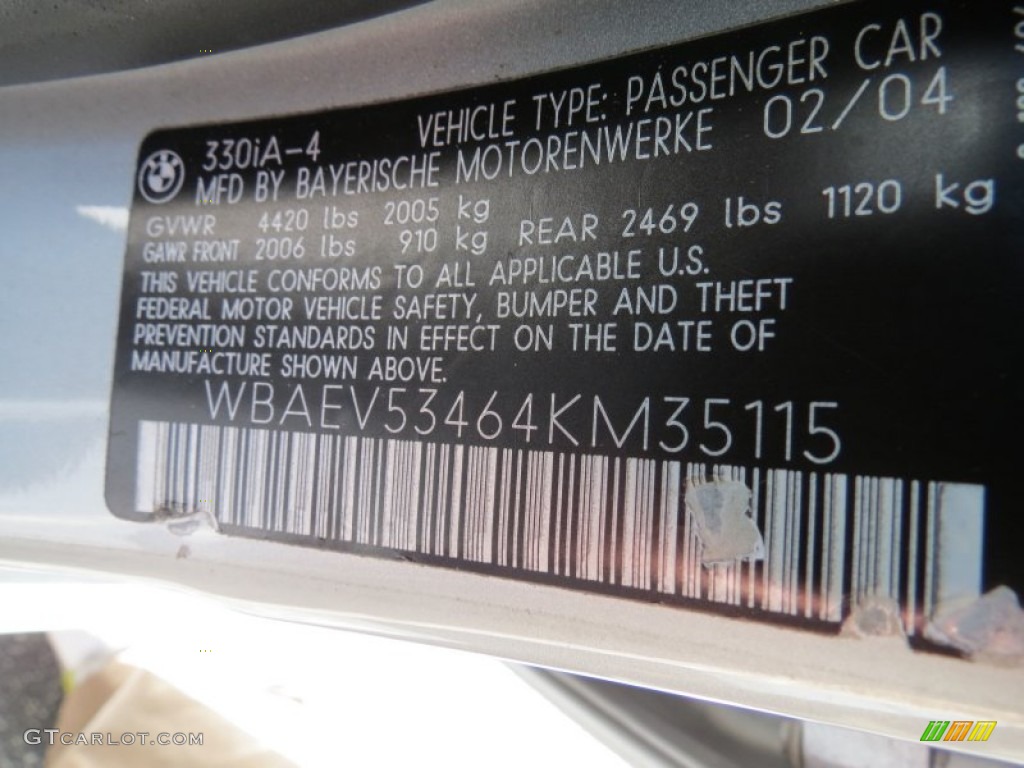 330iA-4 VEHICLE TYPE: PASSENGER CAR
MFD BY BAYERISCHE MOTORENWERKE 02/04
GVWR 4420 lbs 2005 kg
GAWR FRONT 2006 lbs 910 kg REAR 2469 lbs 1120 kg
THIS VEHICLE CONFORMS TO ALL APPLICABLE U.S.
FEDERAL MOTOR VEHICLE SAFETY, BUMPER AND THEFT
PREVENTION STANDARDS IN EFFECT ON THE DATE OF
MANUFACTURE SHOWN ABOVE.
WBAEV53464KM35115
GTCARLOT.COM